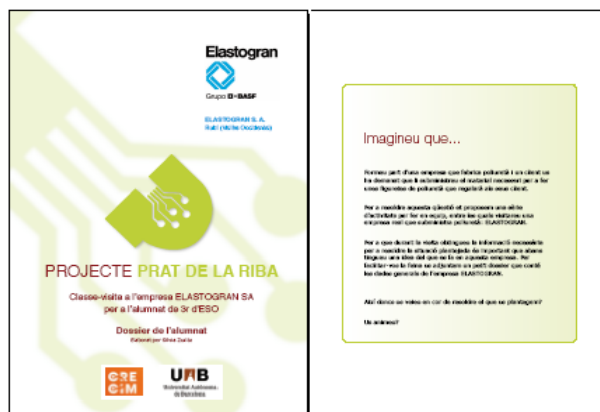 Elastogran
Grupo BASF
ELASTOGRAN S. A.
Rubí (Vallès Occidental)
PROJECTE PRAT DE LA RIBA
Classe-visita a l'empresa ELASTOGRAN SA
per a l'alumnat de 3r d'ESO
Dossier de l'alumnat
Elaborat per
CRE
CIM
UAB
Universitat Autònoma
de Barcelona
Imagineu que...
Formeu part d'una empresa que fabrica poliuretà i un client us
ha demanat que li subministreu el material necessari per a fer
unes figuretes de poliuretà que regalarà als seus client.
Per a resoldre aquesta qüestió et proposem una sèrie
d'activitats per fer en equip, entre les quals visitareu una
empresa real que subministra poliuretà: ELASTOGRAN.
Per a que durant la visita obtingueu la informació necessària
per a resoldre la situació plantejada és important que abans
tingueu una idea del que es fa en aquesta empresa. Per
facilitar-vos la feina us adjuntem un petit dossier que conté
les dades generals de l'empresa ELASTOGRAN.
Així doncs us veieu en cor de resoldre el que us plantegem?
Us animeu?